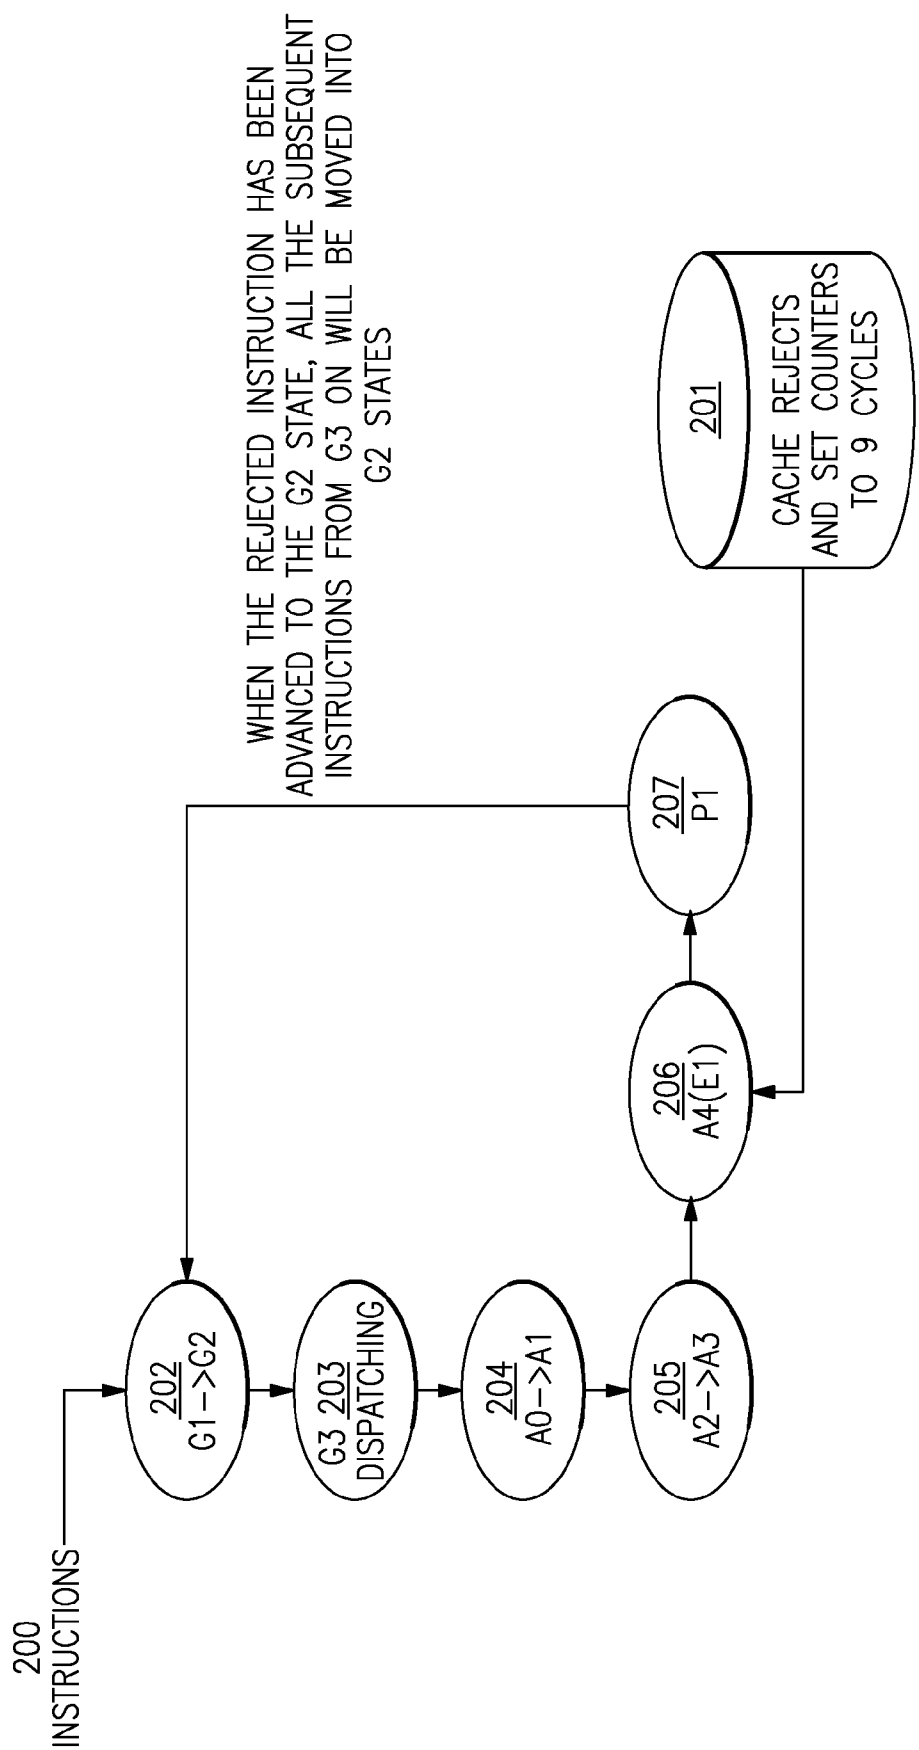 200
INSTRUCTIONS
202
G1->G2
G3 203
DISPATCHING
204
A0->A1
205
A2->A3
206
A4(E1)
207
P1
WHEN THE REJECTED INSTRUCTION HAS BEEN
ADVANCED TO THE G2 STATE, ALL THE SUBSEQUENT
INSTRUCTIONS FROM G3 ON WILL BE MOVED INTO
G2 STATES
201
CACHE REJECTS
AND SET COUNTERS
TO 9 CYCLES